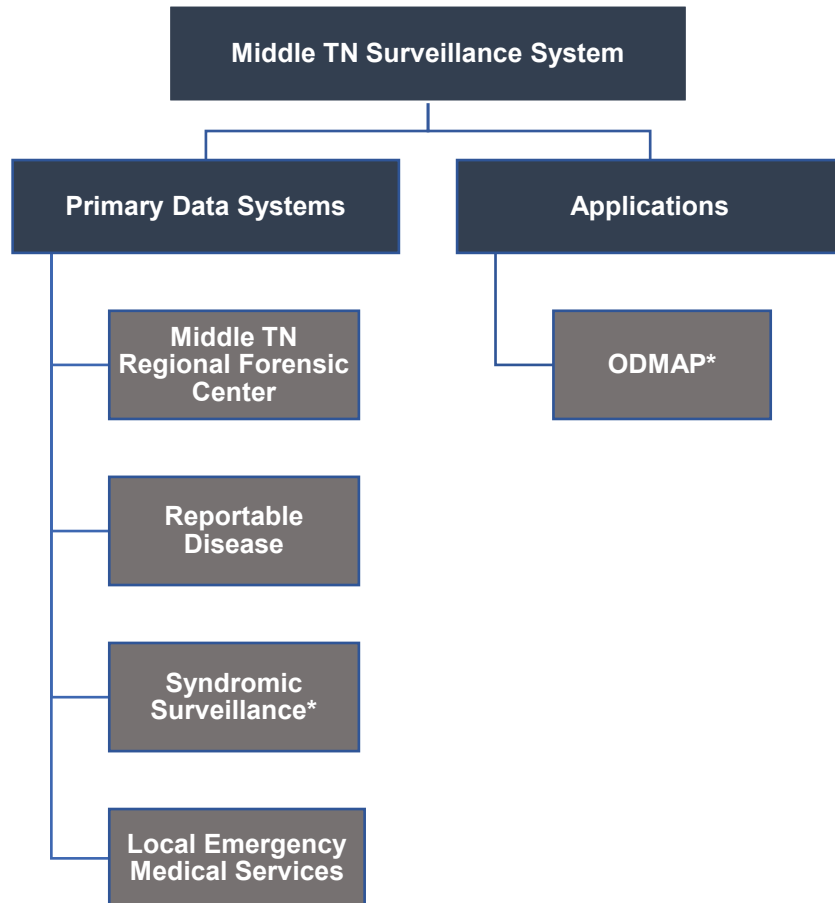 Middle TN Surveillance System
Primary Data Systems
Applications
Middle TN
Regional Forensic
Center
ODMAP*
Reportable
Disease
Syndromic
Surveillance*
Local Emergency
Medical Services